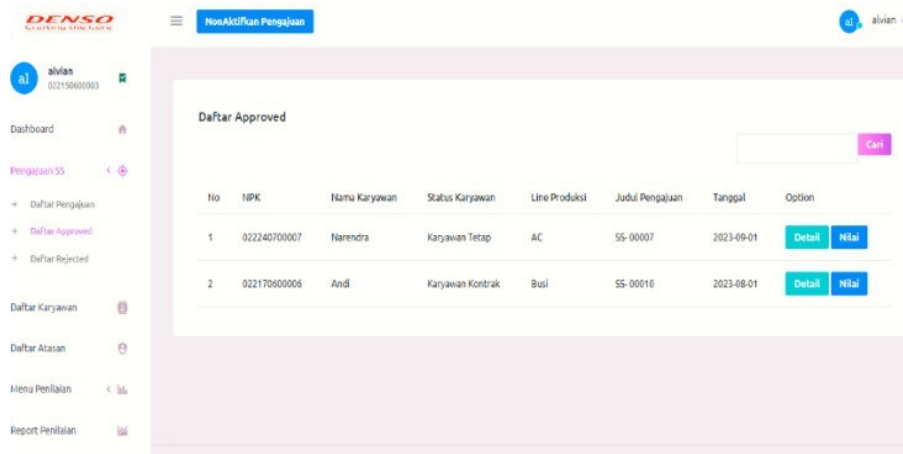 DENSO
Crafting the Core
NonAktifkan Pengajuan
al
alvian
al
alvian
022150600003
Dashboard
Pengajuan SS
Daftar Pengajuan
Daftar Approved
Daftar Rejected
Daftar Karyawan
Daftar Atasan
Menu Penilaian
Report Penilaian
Daftar Approved
Cari
No NPK Nama Karyawan Status Karyawan Line Produksi Judul Pengajuan Tanggal Option
1 022240700007 Narendra Karyawan Tetap AC SS-00007 2023-09-01 Detail Nilai
2 022170600006 Andi Karyawan Kontrak Busi SS-00010 2023-08-01 Detail Nilai